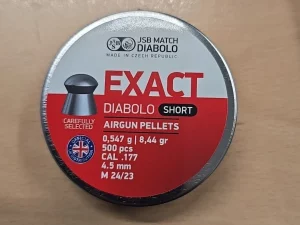 JSB MATCH
DIABOLO
MADE IN CZECH REPUBLIC
EXACT
DIABOLO SHORT
AIRGUN PELLETS
CAREFULLY
SELECTED
0,547 g | 8,44 gr
500 pcs
CAL .177
4.5 mm
M 24/23